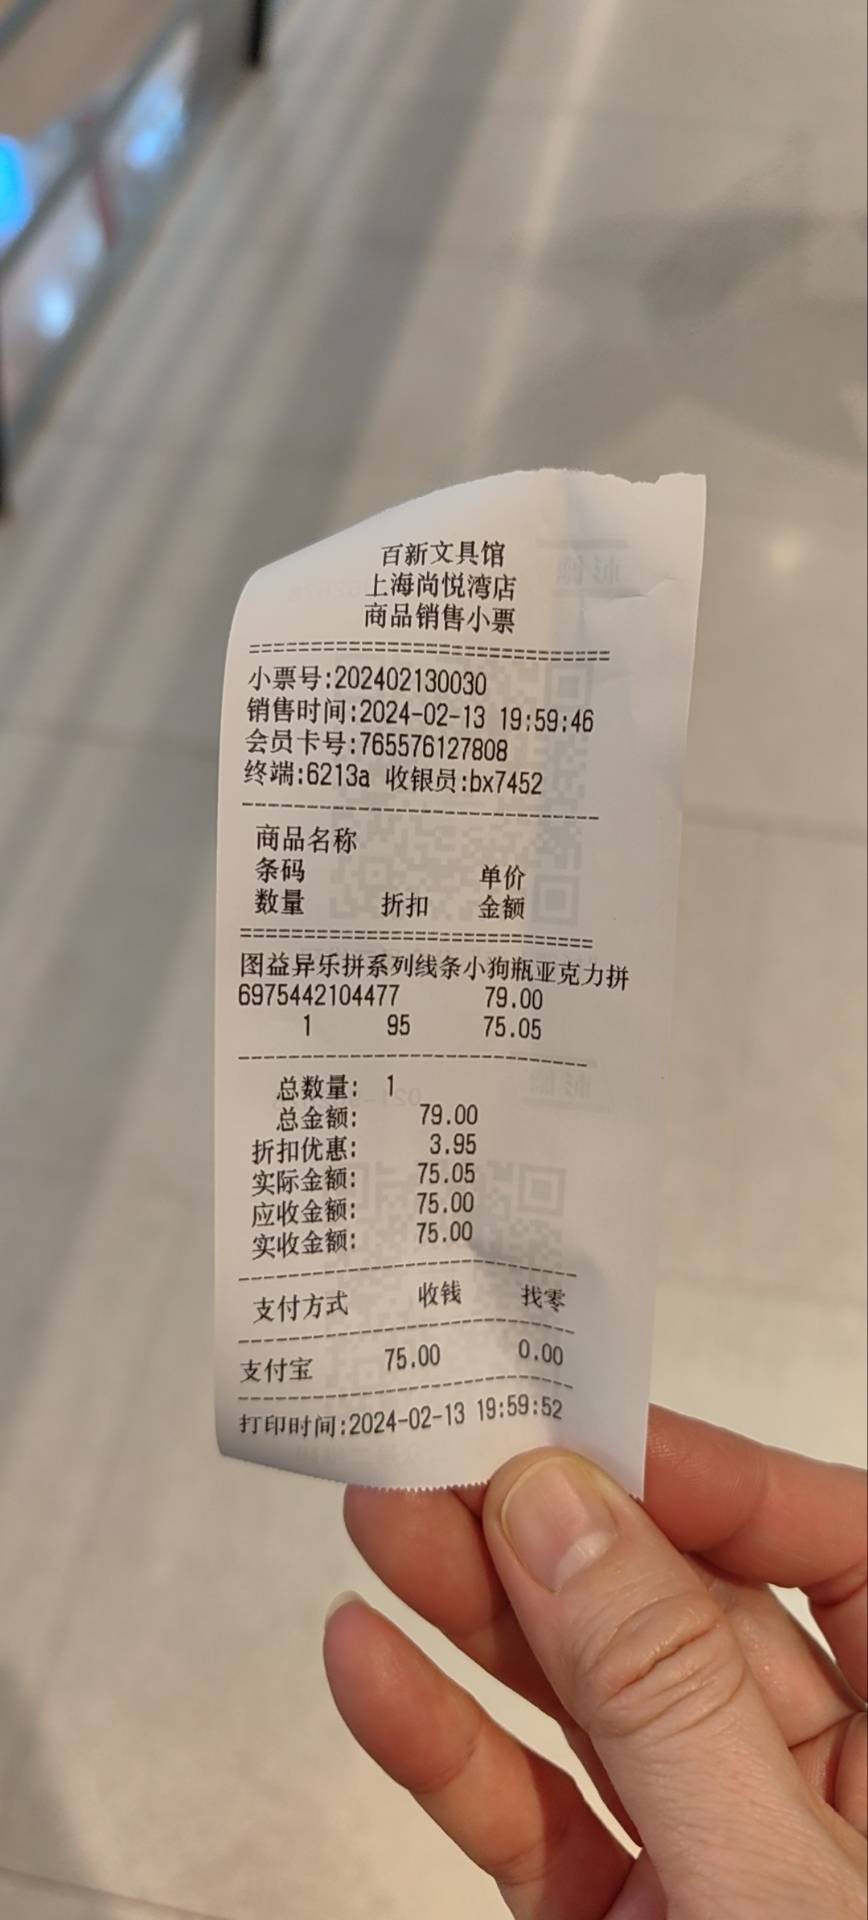 百新文具馆
上海尚悦湾店
商品销售小票
==============================
小票号:202402130030
销售时间:2024-02-13 19:59:46
会员卡号:765576127808
终端:6213a 收银员:bx7452
------------------------------
商品名称
条码 单价
数量 折扣 金额
==============================
图益异乐拼系列线条小狗瓶亚克力拼
6975442104477 79.00
1 95 75.05
------------------------------
总数量: 1
总金额: 79.00
折扣优惠: 3.95
实际金额: 75.05
应收金额: 75.00
实收金额: 75.00
------------------------------
支付方式 收钱 找零
------------------------------
支付宝 75.00 0.00
------------------------------
打印时间:2024-02-13 19:59:52